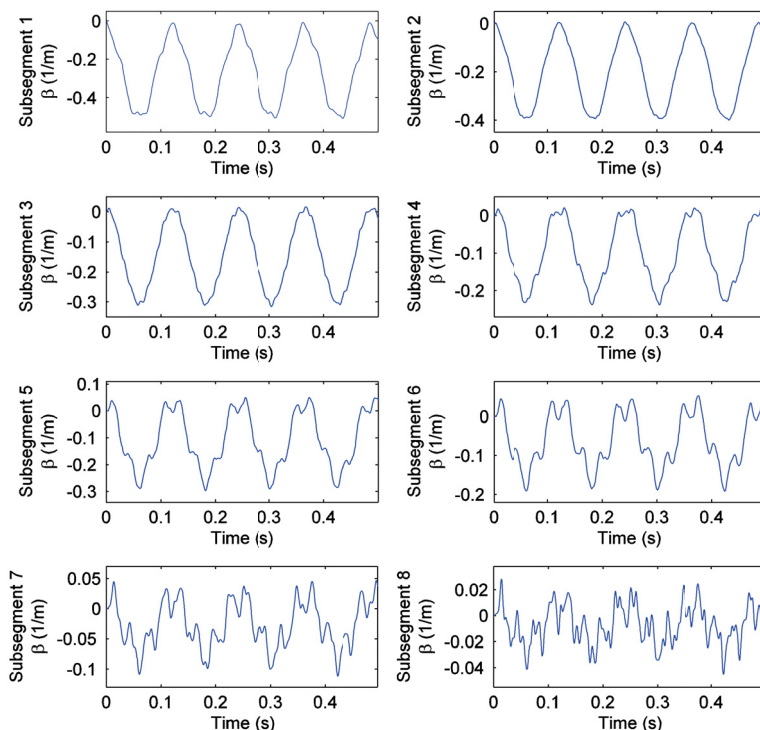 Subsegment 1
β (1/m)
0
-0.2
-0.4
0 0.1 0.2 0.3 0.4
Time (s)
Subsegment 2
β (1/m)
0
-0.2
-0.4
0 0.1 0.2 0.3 0.4
Time (s)
Subsegment 3
β (1/m)
0
-0.1
-0.2
-0.3
0 0.1 0.2 0.3 0.4
Time (s)
Subsegment 4
β (1/m)
0
-0.1
-0.2
0 0.1 0.2 0.3 0.4
Time (s)
Subsegment 5
β (1/m)
0.1
0
-0.1
-0.2
-0.3
0 0.1 0.2 0.3 0.4
Time (s)
Subsegment 6
β (1/m)
0
-0.1
-0.2
0 0.1 0.2 0.3 0.4
Time (s)
Subsegment 7
β (1/m)
0.05
0
-0.05
-0.1
0 0.1 0.2 0.3 0.4
Time (s)
Subsegment 8
β (1/m)
0.02
0
-0.02
-0.04
0 0.1 0.2 0.3 0.4
Time (s)